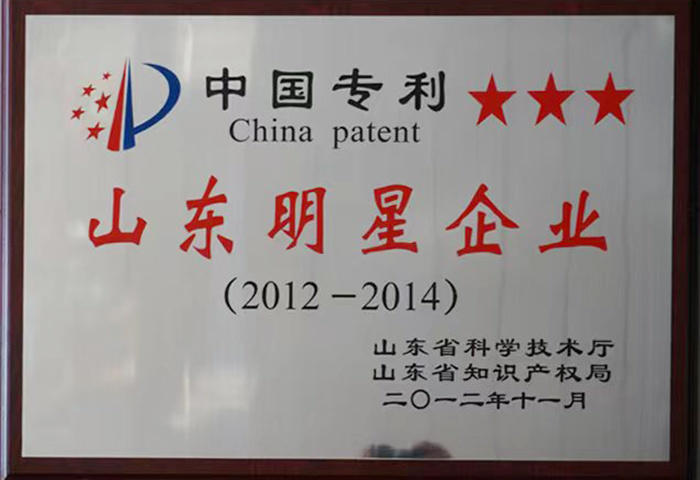 中国专利 ★★★
China patent
山东明星企业
(2012－2014)
山东省科学技术厅
山东省知识产权局
二〇一二年十一月